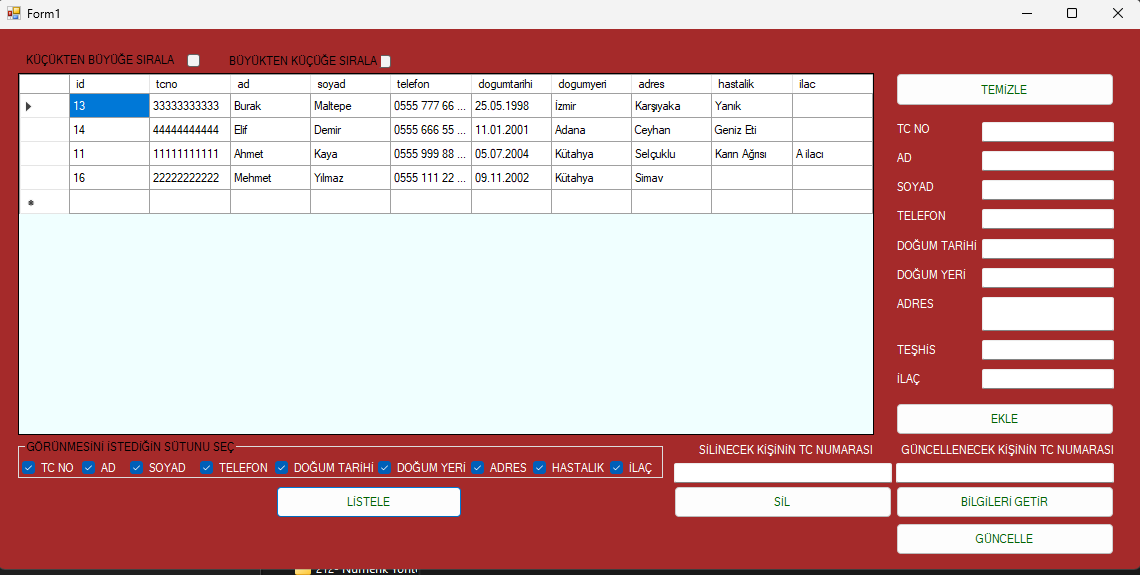 Form1
KÜÇÜKTEN BÜYÜĞE SIRALA BÜYÜKTEN KÜÇÜĞE SIRALA
id tcno ad soyad telefon dogumtarihi dogumyeri adres hastalik ilac
13 33333333333 Burak Maltepe 0555 777 66 ... 25.05.1998 İzmir Karşıyaka Yanık
14 44444444444 Elif Demir 0555 666 55 ... 11.01.2001 Adana Ceyhan Geniz Eti
11 11111111111 Ahmet Kaya 0555 999 88 ... 05.07.2004 Kütahya Selçuklu Karın Ağrısı A ilacı
16 22222222222 Mehmet Yılmaz 0555 111 22 ... 09.11.2002 Kütahya Simav
TEMİZLE
TC NO
AD
SOYAD
TELEFON
DOĞUM TARİHİ
DOĞUM YERİ
ADRES
TEŞHİS
İLAÇ
EKLE
GÖRÜNMESİNİ İSTEDİĞİN SÜTUNU SEÇ
TC NO AD SOYAD TELEFON DOĞUM TARİHİ DOĞUM YERİ ADRES HASTALIK İLAÇ
LİSTELE
SİLİNECEK KİŞİNİN TC NUMARASI
SİL
GÜNCELLENECEK KİŞİNİN TC NUMARASI
BİLGİLERİ GETİR
GÜNCELLE